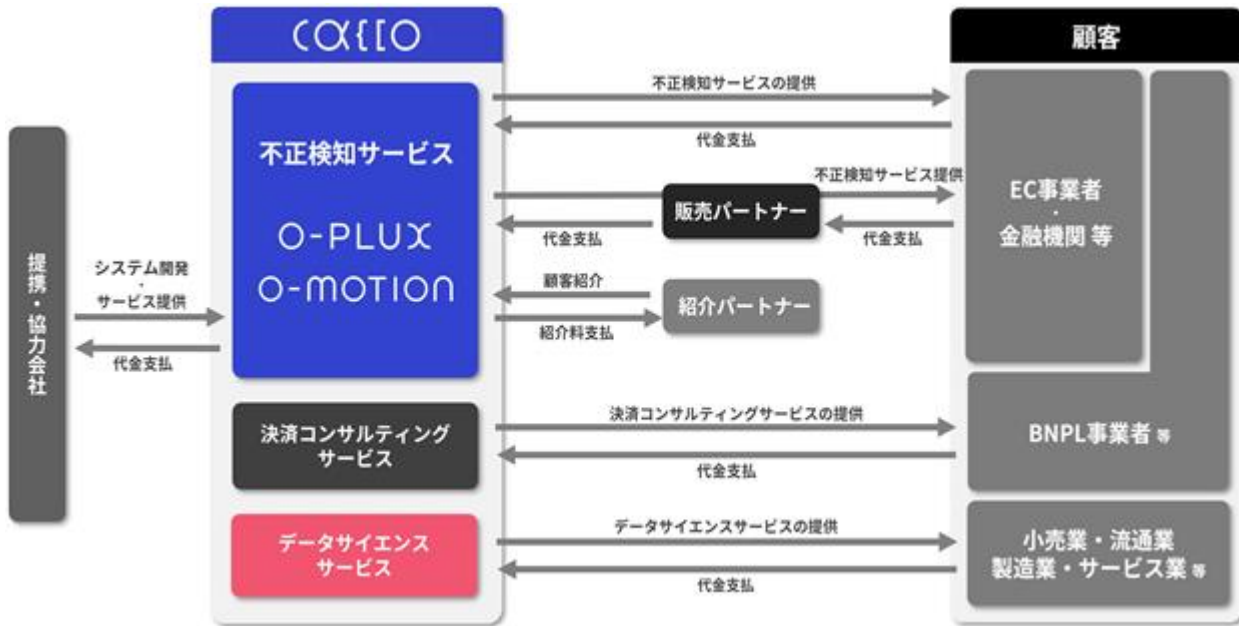 cacco
顧客
不正検知サービス
O-PLUX
O-MOTION
提携・協力会社
システム開発
・
サービス提供
代金支払
不正検知サービスの提供
代金支払
不正検知サービス提供
販売パートナー
代金支払
代金支払
顧客紹介
紹介パートナー
紹介料支払
EC事業者
・
金融機関 等
決済コンサルティング
サービス
決済コンサルティングサービスの提供
代金支払
BNPL事業者 等
データサイエンス
サービス
データサイエンスサービスの提供
代金支払
小売業・流通業
製造業・サービス業 等